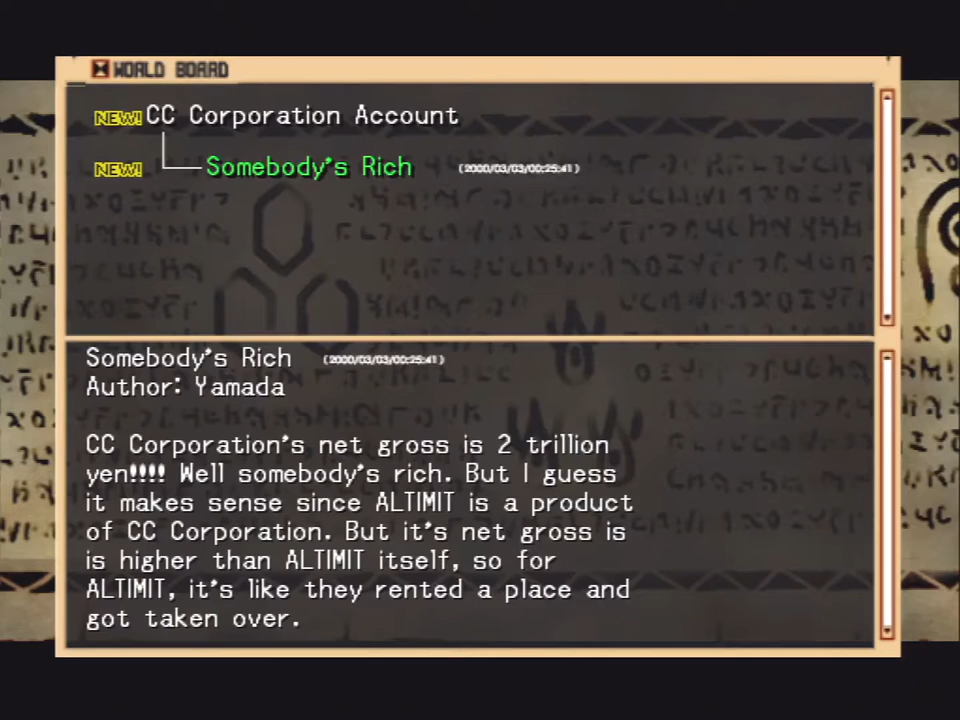 WORLD BOARD
NEW! CC Corporation Account
NEW! Somebody's Rich (2000/03/03/00:25:41)
Somebody's Rich (2000/03/03/00:25:41)
Author: Yamada
CC Corporation's net gross is 2 trillion
yen!!!! Well somebody's rich. But I guess
it makes sense since ALTIMIT is a product
of CC Corporation. But it's net gross is
is higher than ALTIMIT itself, so for
ALTIMIT, it's like they rented a place and
got taken over.